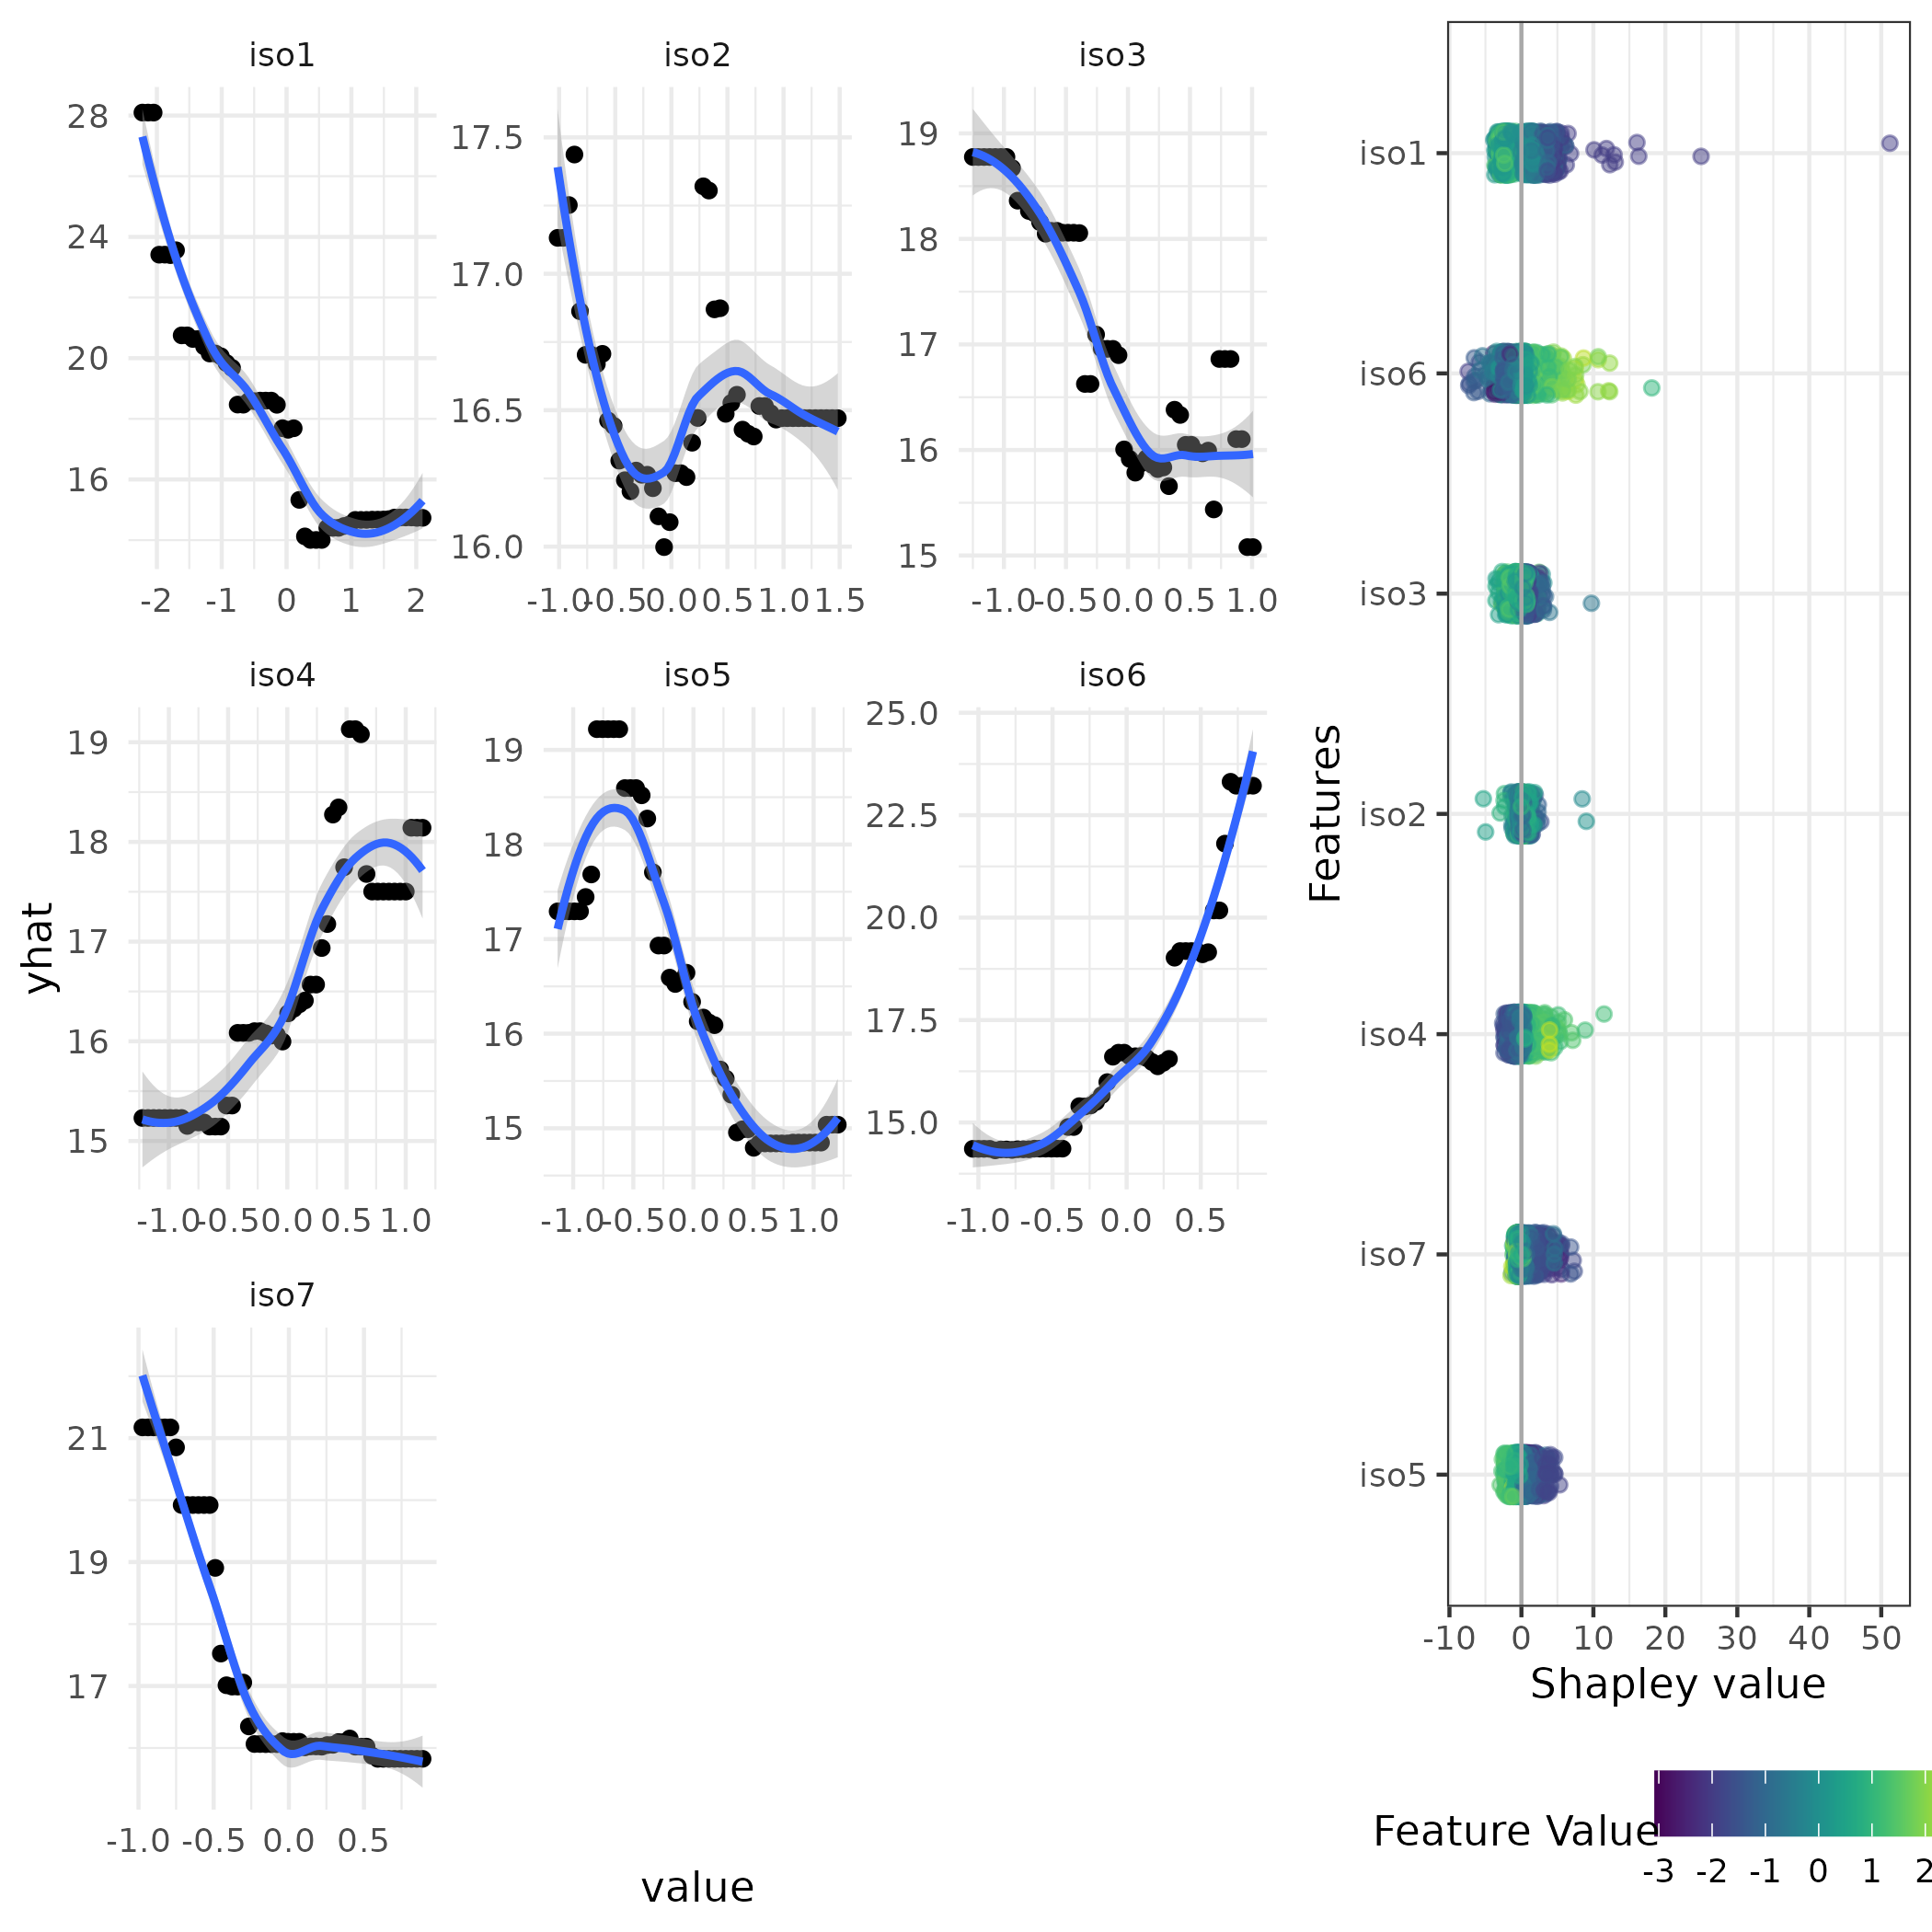 iso1 iso2 iso3
28
24
20
16
17.5
17.0
16.5
16.0
19
18
17
16
15
-2 -1 0 1 2
-1.0 -0.5 0.0 0.5 1.0 1.5
-1.0 -0.5 0.0 0.5 1.0
iso4 iso5 iso6
19
18
17
16
15
19
18
17
16
15
25.0
22.5
20.0
17.5
15.0
-1.0 -0.5 0.0 0.5 1.0
-1.0 -0.5 0.0 0.5 1.0
-1.0 -0.5 0.0 0.5
iso7
21
19
17
-1.0 -0.5 0.0 0.5
yhat
value
Features
iso1
iso6
iso3
iso2
iso4
iso7
iso5
-10 0 10 20 30 40 50
Shapley value
Feature Value
-3 -2 -1 0 1 2